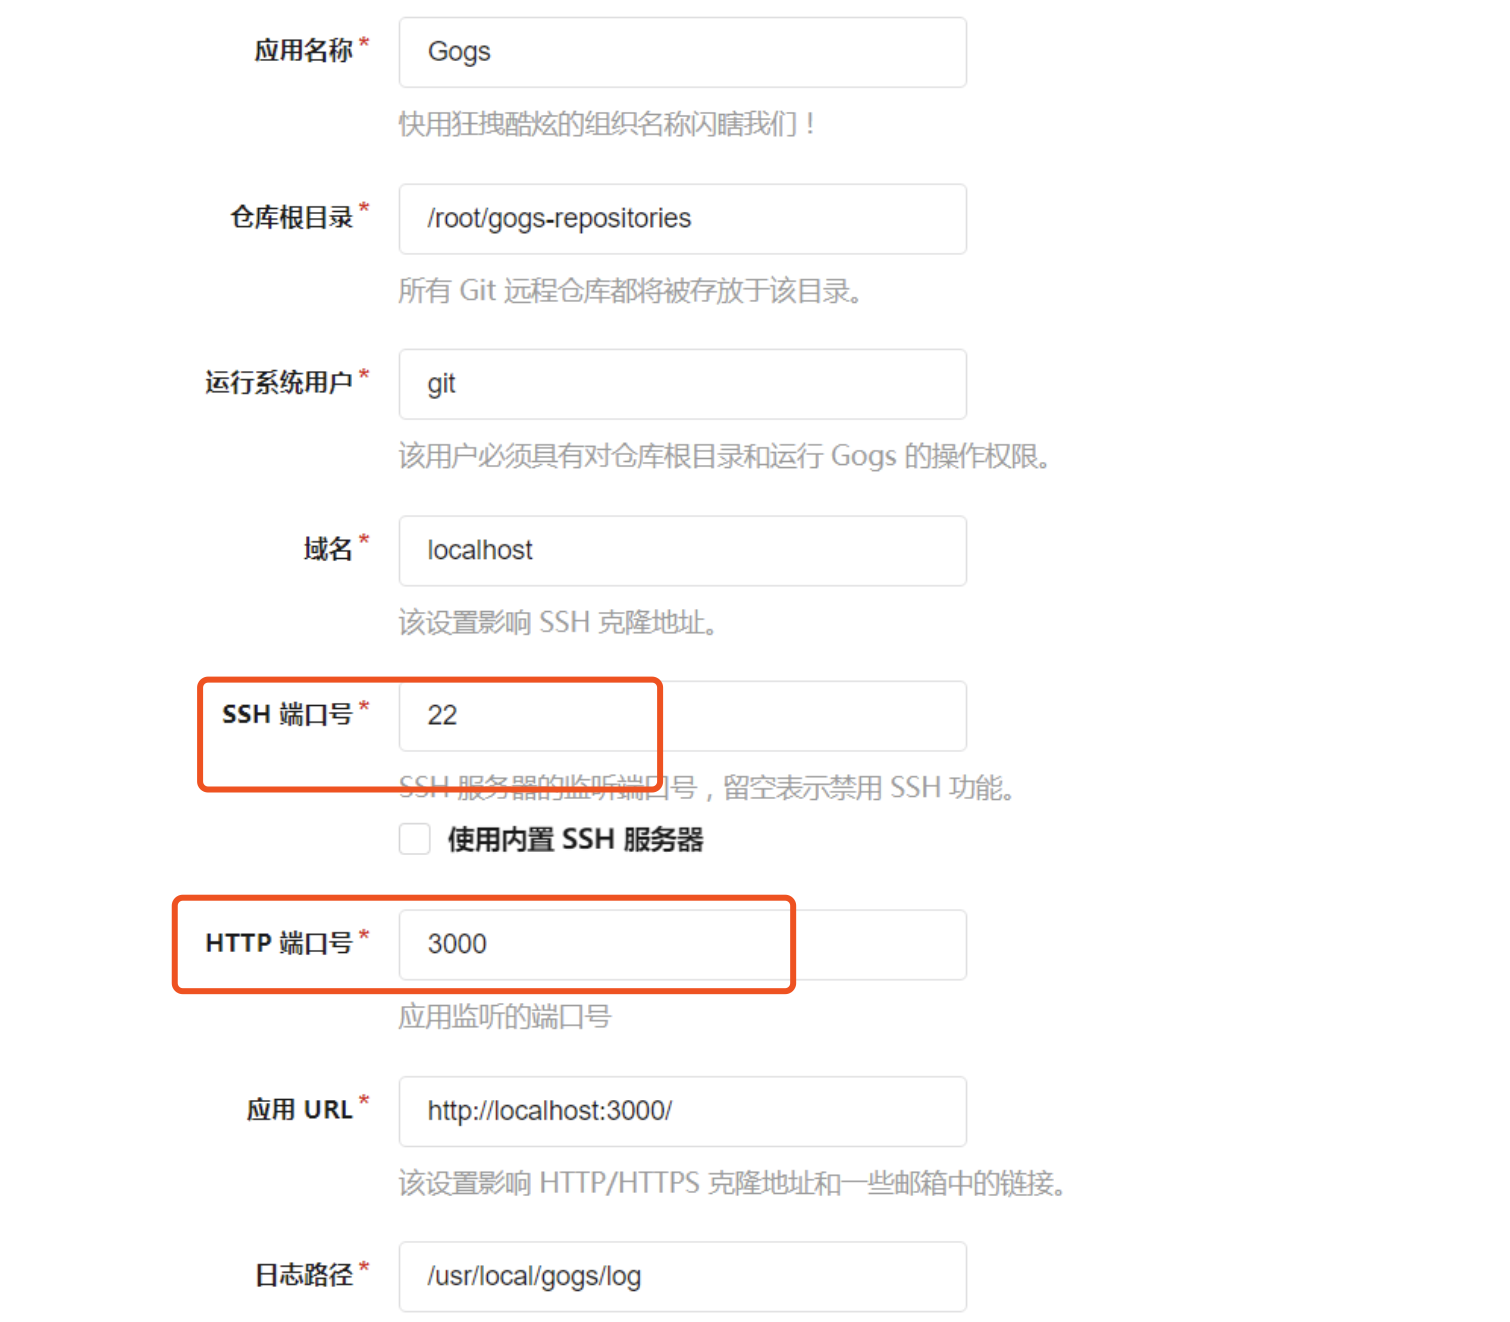 应用名称* Gogs
快用狂拽酷炫的组织名称闪瞎我们！
仓库根目录* /root/gogs-repositories
所有 Git 远程仓库都将被存放于该目录。
运行系统用户* git
该用户必须具有对仓库根目录和运行 Gogs 的操作权限。
域名* localhost
该设置影响 SSH 克隆地址。
SSH 端口号* 22
SSH 服务器的监听端口号，留空表示禁用 SSH 功能。
使用内置 SSH 服务器
HTTP 端口号* 3000
应用监听的端口号
应用 URL* http://localhost:3000/
该设置影响 HTTP/HTTPS 克隆地址和一些邮箱中的链接。
日志路径* /usr/local/gogs/log